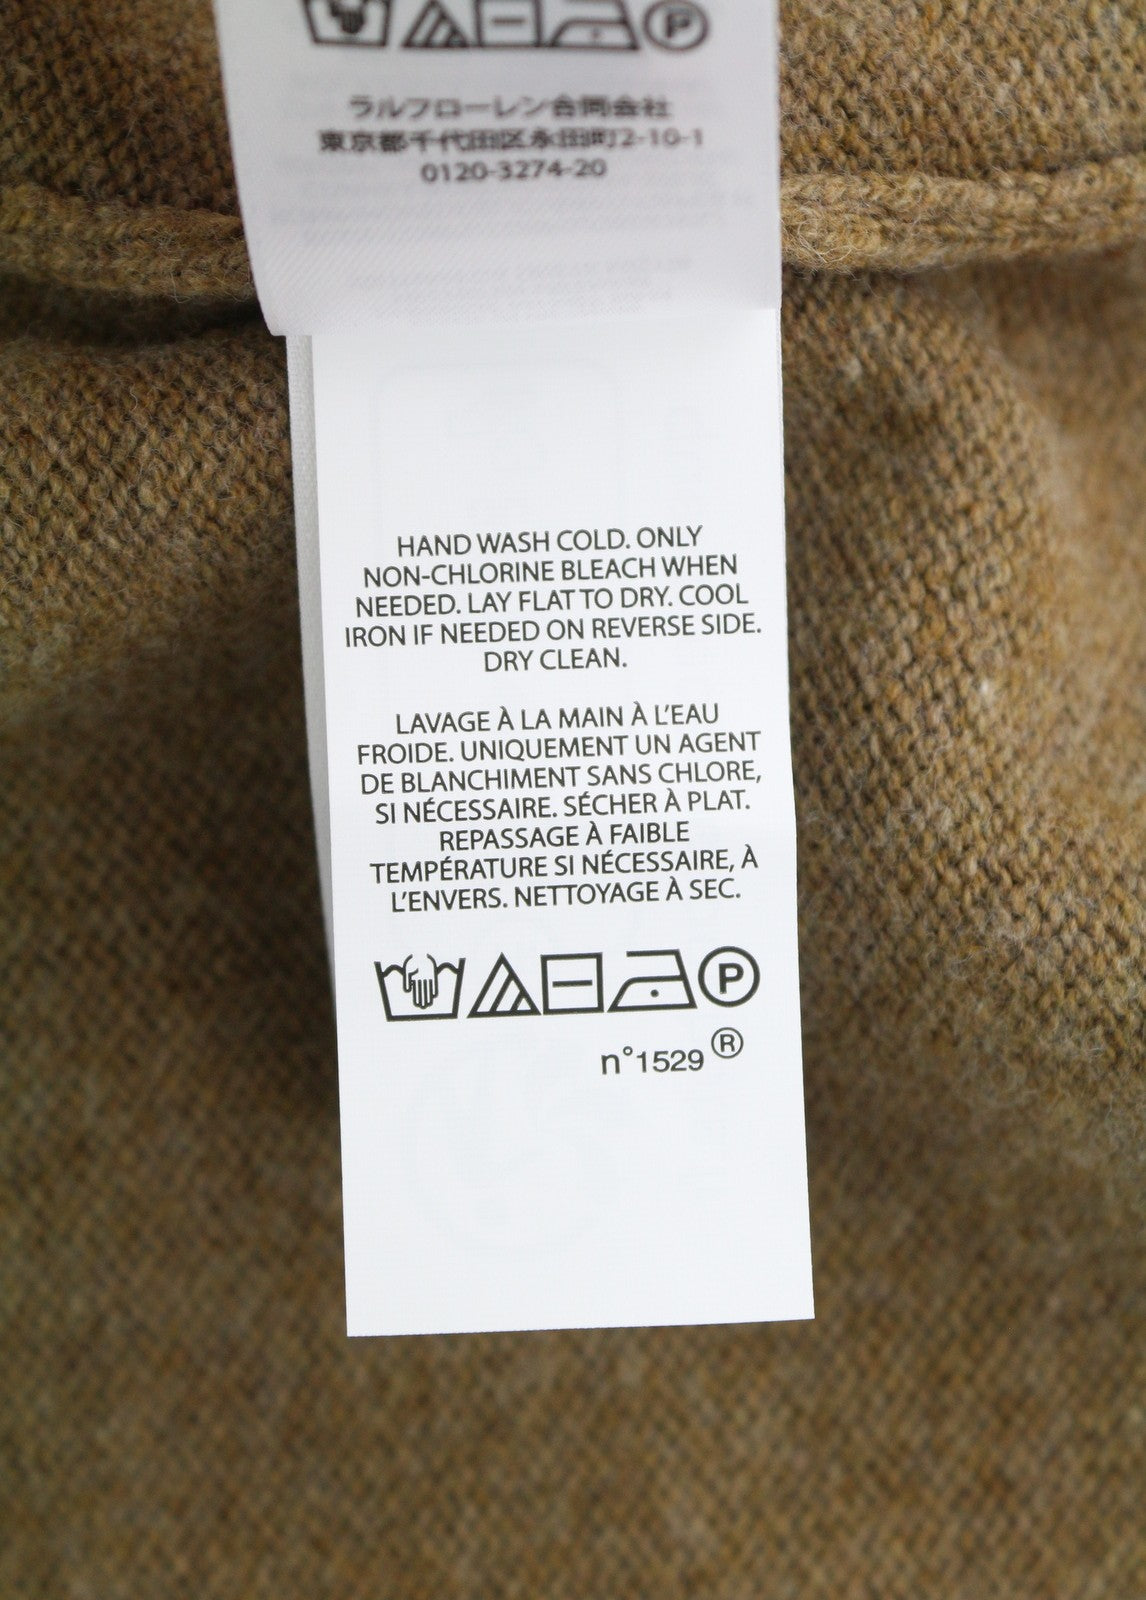 ラルフローレン合同会社
東京都千代田区永田町2-10-1
0120-3274-20
HAND WASH COLD. ONLY
NON-CHLORINE BLEACH WHEN
NEEDED. LAY FLAT TO DRY. COOL
IRON IF NEEDED ON REVERSE SIDE.
DRY CLEAN.
LAVAGE À LA MAIN À L'EAU
FROIDE. UNIQUEMENT UN AGENT
DE BLANCHIMENT SANS CHLORE,
SI NÉCESSAIRE. SÉCHER À PLAT.
REPASSAGE À FAIBLE
TEMPÉRATURE SI NÉCESSAIRE, À
L'ENVERS. NETTOYAGE À SEC.
P
n°1529 ®